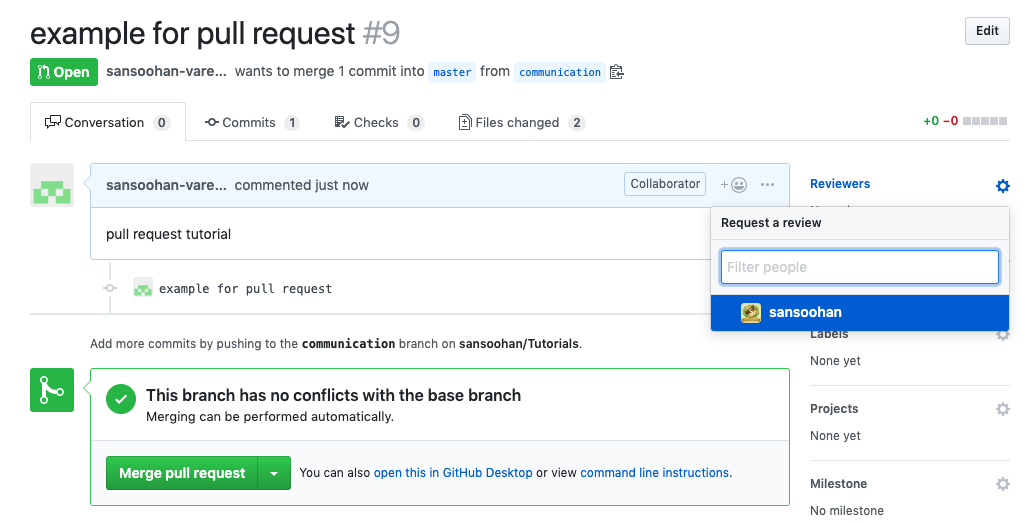 example for pull request #9
Edit
Open sansoohan-vare... wants to merge 1 commit into master from communication
Conversation 0 Commits 1 Checks 0 Files changed 2 +0 −0
sansoohan-vare... commented just now Collaborator
Reviewers
Request a review
pull request tutorial
Filter people
example for pull request
sansoohan
Labels
Add more commits by pushing to the communication branch on sansoohan/Tutorials.
None yet
This branch has no conflicts with the base branch
Merging can be performed automatically.
Projects
None yet
Merge pull request You can also open this in GitHub Desktop or view command line instructions.
Milestone
No milestone